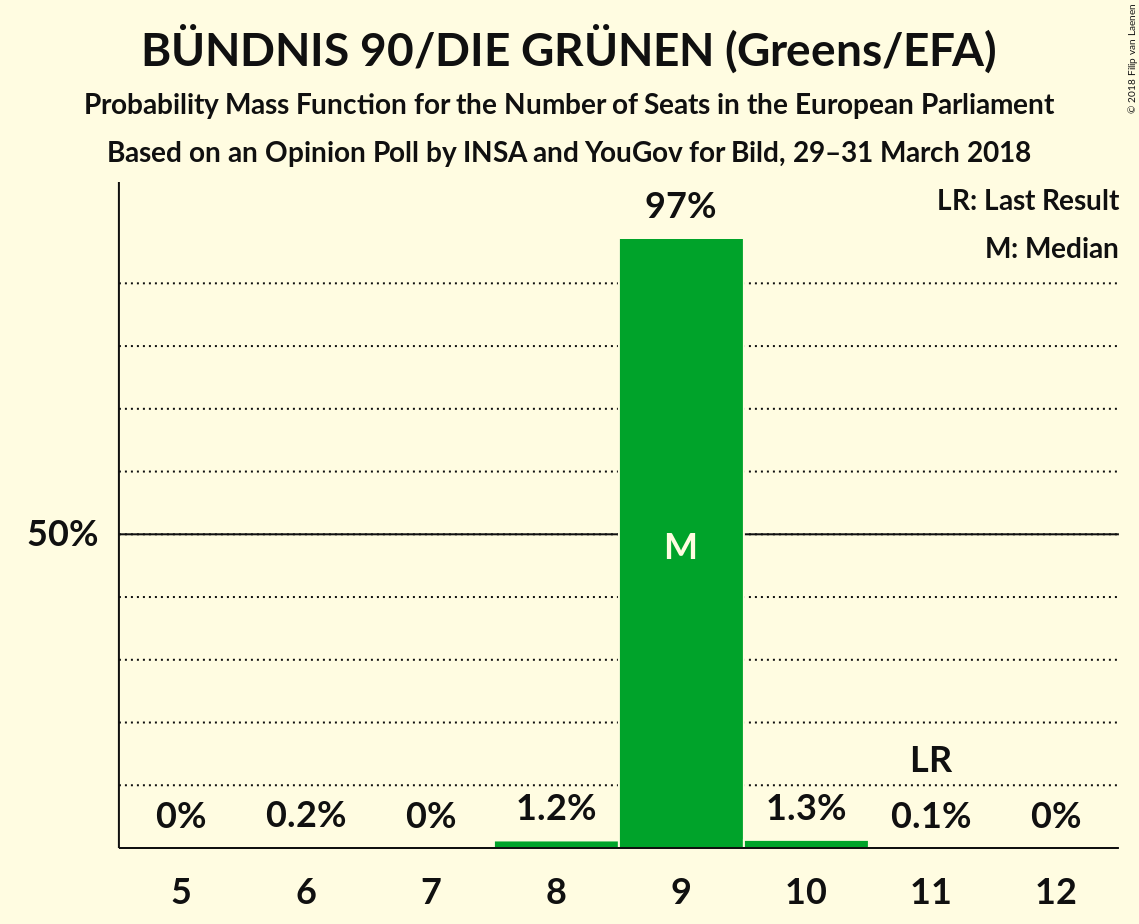 BÜNDNIS 90/DIE GRÜNEN (Greens/EFA)
Probability Mass Function for the Number of Seats in the European Parliament
Based on an Opinion Poll by INSA and YouGov for Bild, 29–31 March 2018
© 2018 Filip van Laenen
LR: Last Result
M: Median
97%
50%
M
LR
0% 0.2% 0% 1.2% 1.3% 0.1% 0%
5 6 7 8 9 10 11 12